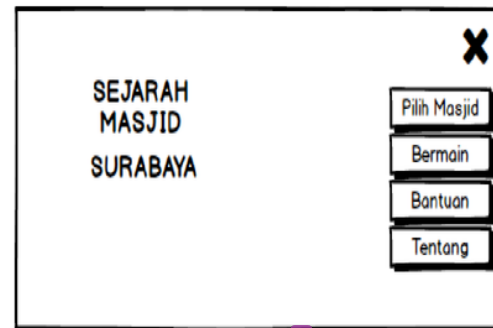 SEJARAH
MASJID
SURABAYA
Pilih Masjid
Bermain
Bantuan
Tentang